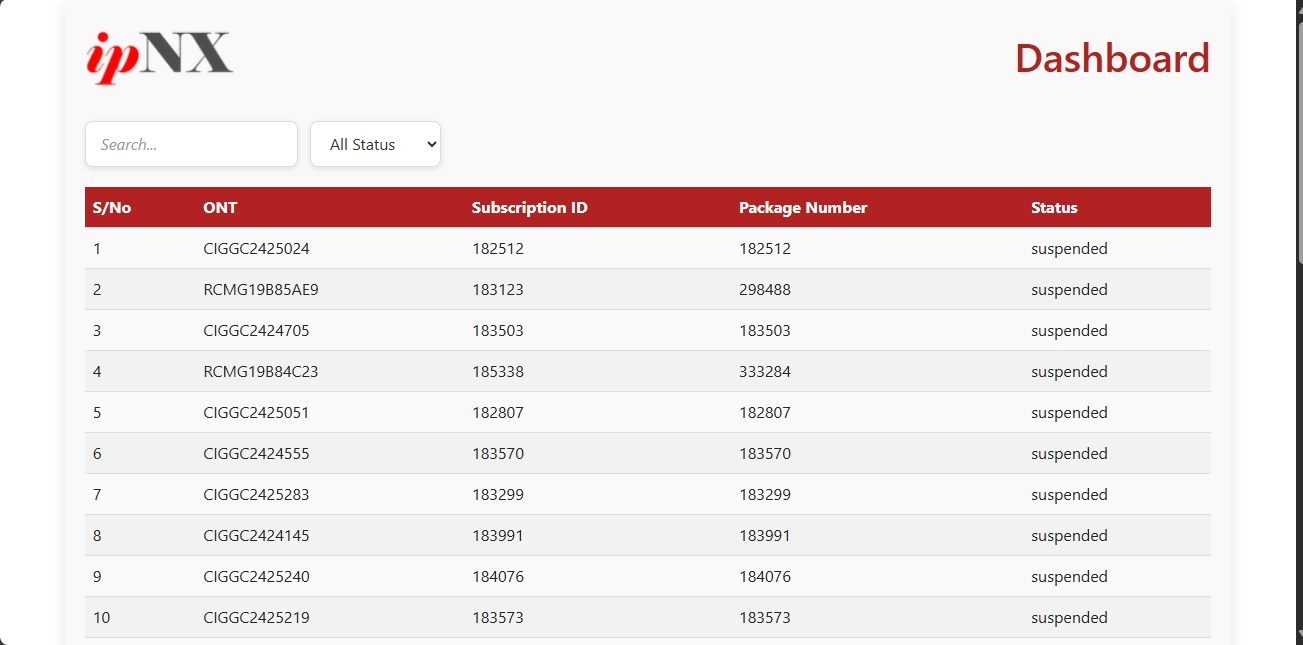 ipNX
Dashboard
Search...
All Status
S/No ONT Subscription ID Package Number Status
1 CIGGC2425024 182512 182512 suspended
2 RCMG19B85AE9 183123 298488 suspended
3 CIGGC2424705 183503 183503 suspended
4 RCMG19B84C23 185338 333284 suspended
5 CIGGC2425051 182807 182807 suspended
6 CIGGC2424555 183570 183570 suspended
7 CIGGC2425283 183299 183299 suspended
8 CIGGC2424145 183991 183991 suspended
9 CIGGC2425240 184076 184076 suspended
10 CIGGC2425219 183573 183573 suspended